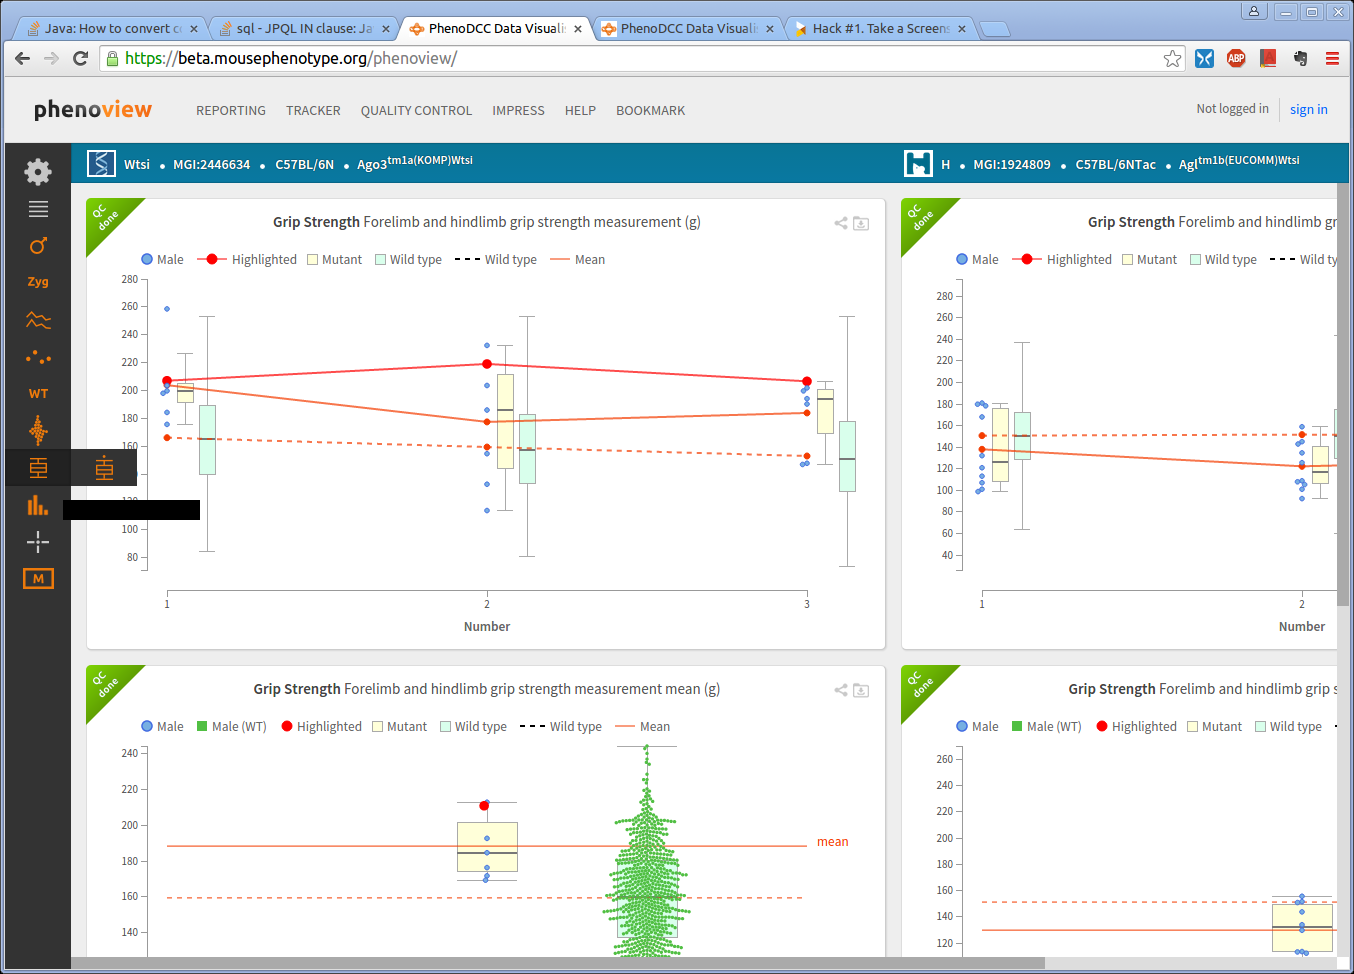 Java: How to convert c
sql - JPQL IN clause: Ja
PhenoDCC Data Visuali
PhenoDCC Data Visuali
Hack #1. Take a Screens
https://beta.mousephenotype.org/phenoview/
ABP
phenoview
REPORTING TRACKER QUALITY CONTROL IMPRESS HELP BOOKMARK
Not logged in sign in
Wtsi • MGI:2446634 • C57BL/6N • Ago3tm1a(KOMP)Wtsi
H • MGI:1924809 • C57BL/6NTac • Agltm1b(EUCOMM)Wtsi
Zyg
WT
M
QC
done
Grip Strength Forelimb and hindlimb grip strength measurement (g)
Male Highlighted Mutant Wild type Wild type Mean
280
260
240
220
200
180
160
120
100
80
1 2 3
Number
QC
done
Grip Strength Forelimb and hindlimb gr
Male Highlighted Mutant Wild type Wild ty
280
260
240
220
200
180
160
140
120
100
80
60
40
1 2
Number
QC
done
Grip Strength Forelimb and hindlimb grip strength measurement mean (g)
Male Male (WT) Highlighted Mutant Wild type Wild type Mean
240
220
200
180
160
140
mean
QC
done
Grip Strength Forelimb and hindlimb grip s
Male Male (WT) Highlighted Mutant Wild type
260
240
220
200
180
160
140
120